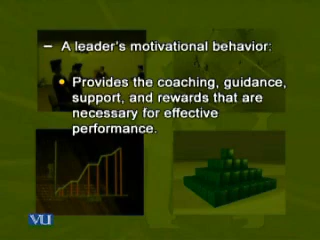 – A leader's motivational behavior:
• Provides the coaching, guidance,
support, and rewards that are
necessary for effective
performance.
VU